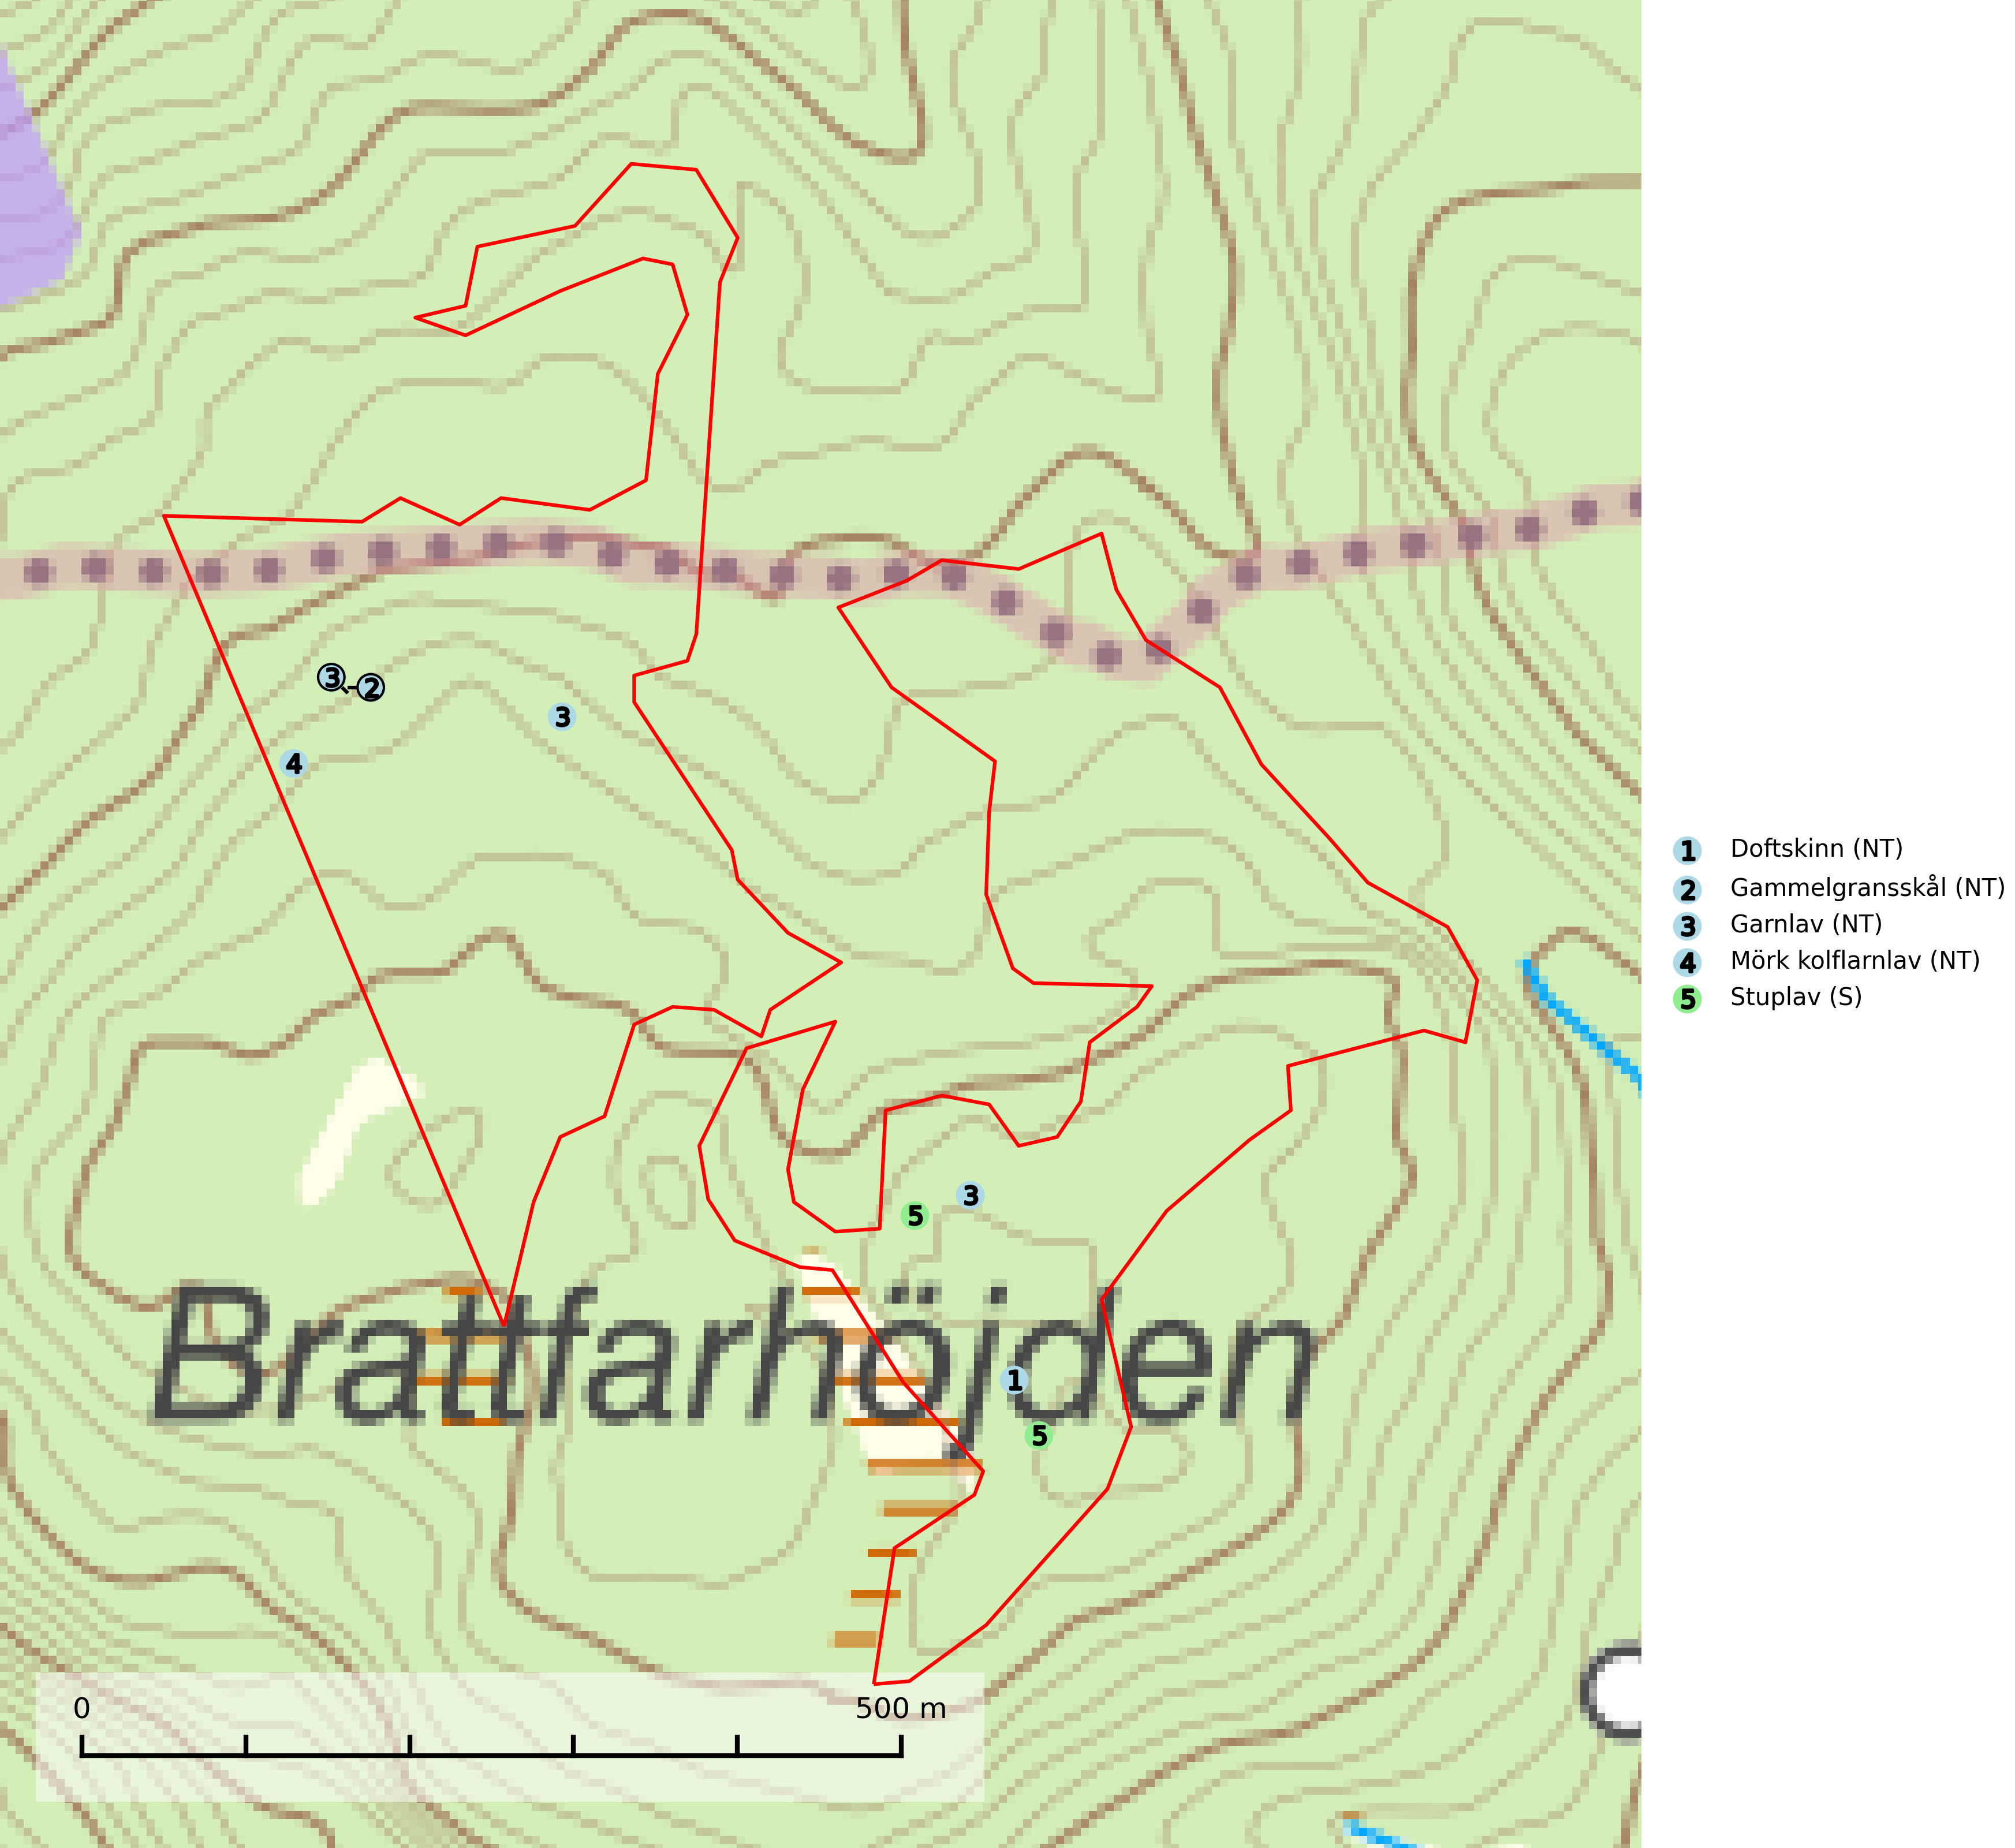 3
2
3
4
3
5
Brattfarhöjden
1
5
0 500 m
1 Doftskinn (NT)
2 Gammelgransskål (NT)
3 Garnlav (NT)
4 Mörk kolflarnlav (NT)
5 Stuplav (S)